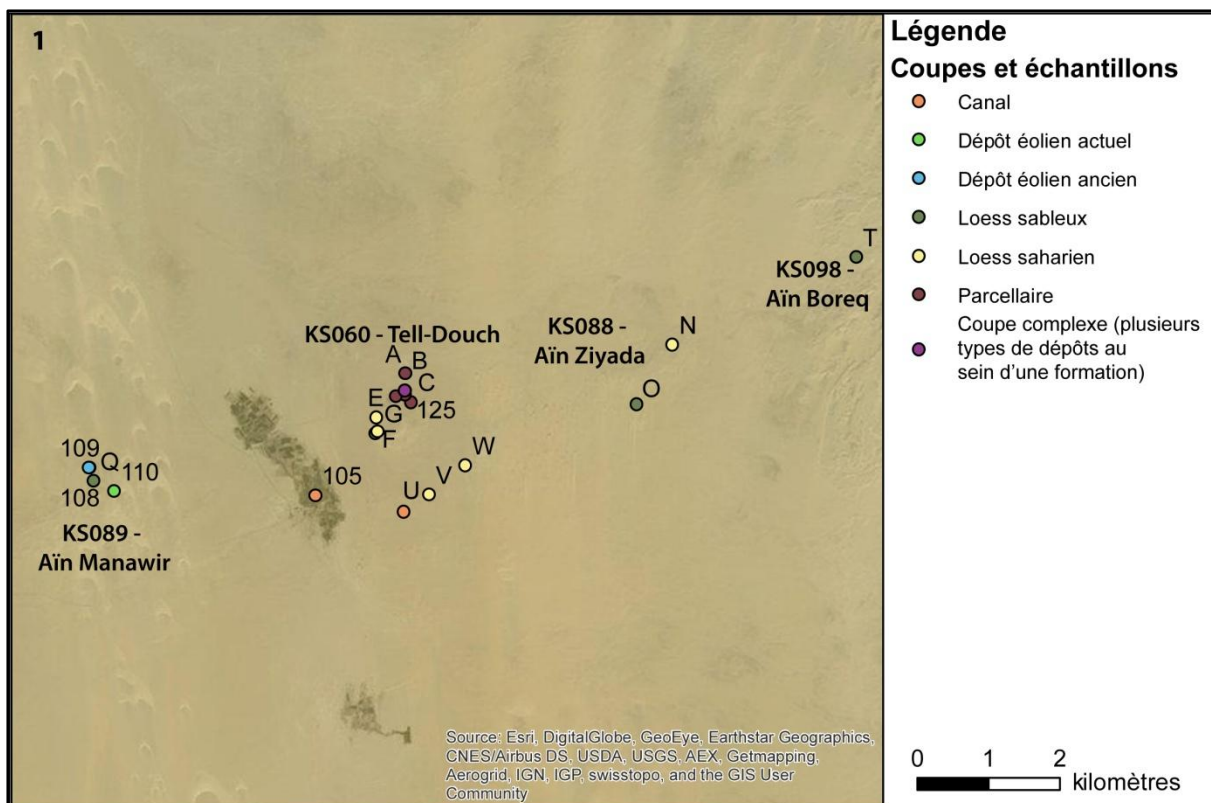 1
T
KS098 -
Aïn Boreq
KS060 - Tell-Douch
KS088 -
Aïn Ziyada
N
A
B
C
O
E
G
125
F
W
109
Q
110
105
V
U
108
KS089 -
Aïn Manawir
Source: Esri, DigitalGlobe, GeoEye, Earthstar Geographics,
CNES/Airbus DS, USDA, USGS, AEX, Getmapping,
Aerogrid, IGN, IGP, swisstopo, and the GIS User
Community
Légende
Coupes et échantillons
Canal
Dépôt éolien actuel
Dépôt éolien ancien
Loess sableux
Loess saharien
Parcellaire
Coupe complexe (plusieurs
types de dépôts au
sein d’une formation)
0 1 2
kilomètres